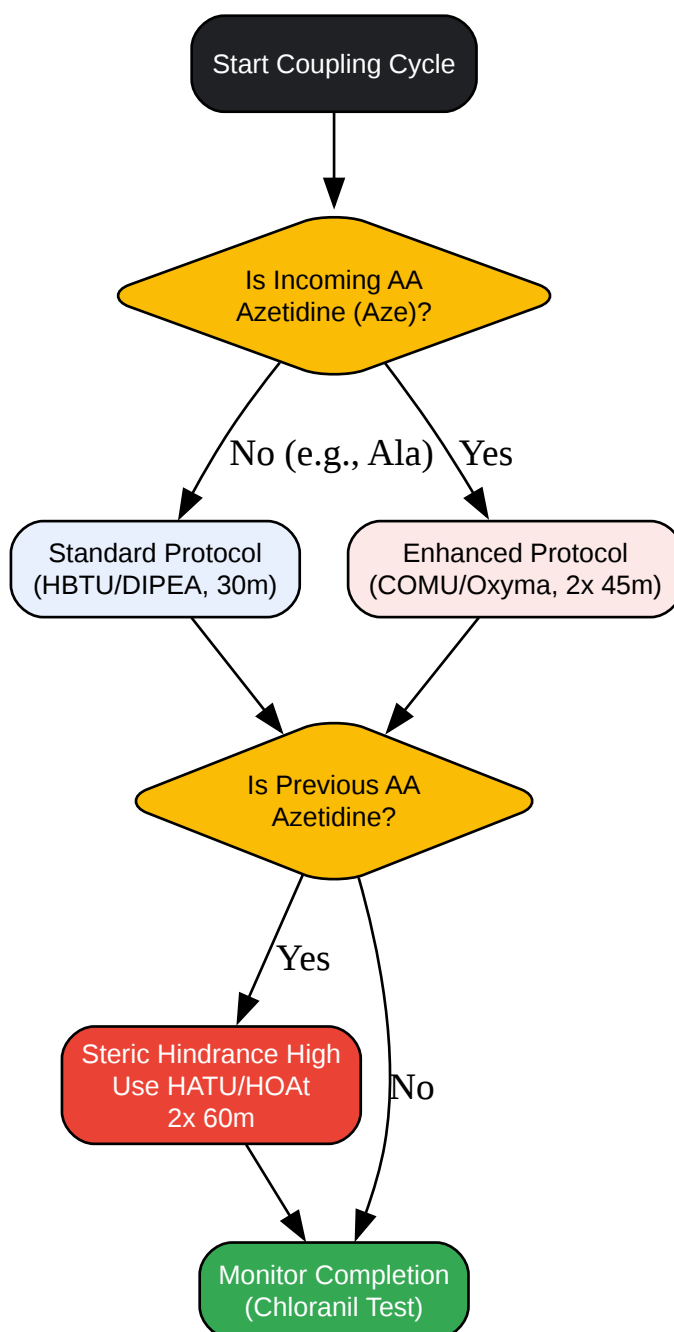 Start Coupling Cycle
Is Incoming AA
Azetidine (Aze)?
No (e.g., Ala)
Yes
Standard Protocol
(HBTU/DIPEA, 30m)
Enhanced Protocol
(COMU/Oxyma, 2x 45m)
Is Previous AA
Azetidine?
Yes
Steric Hindrance High
Use HATU/HOAt
2x 60m
No
Monitor Completion
(Chloranil Test)